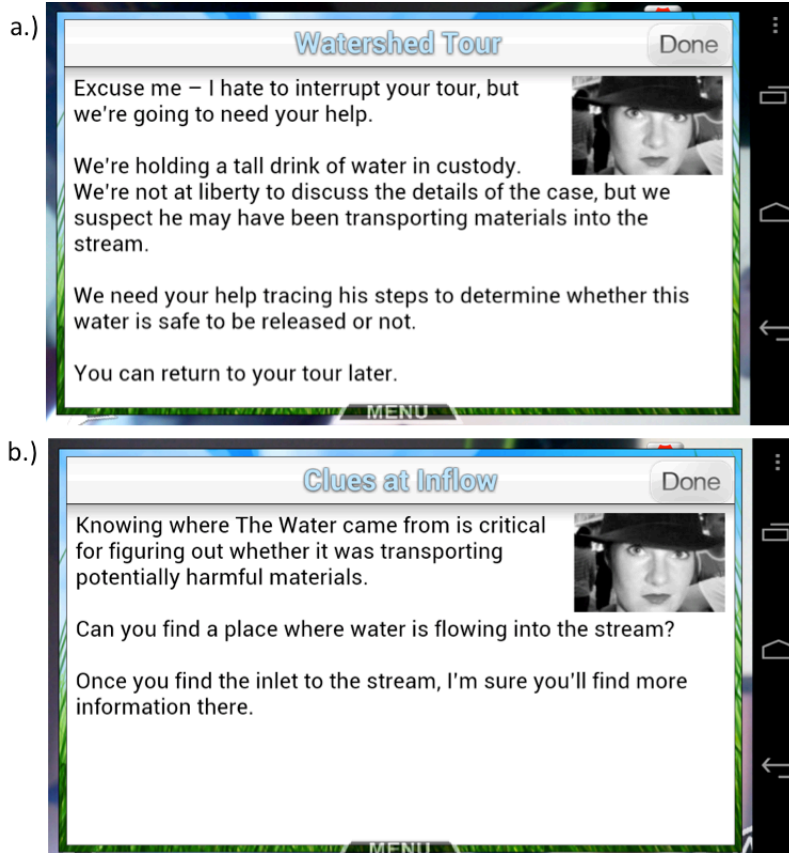 a.)
Watershed Tour
Done
Excuse me – I hate to interrupt your tour, but
we're going to need your help.
We're holding a tall drink of water in custody.
We're not at liberty to discuss the details of the case, but we
suspect he may have been transporting materials into the
stream.
We need your help tracing his steps to determine whether this
water is safe to be released or not.
You can return to your tour later.
MENU
b.)
Clues at Inflow
Done
Knowing where The Water came from is critical
for figuring out whether it was transporting
potentially harmful materials.
Can you find a place where water is flowing into the stream?
Once you find the inlet to the stream, I'm sure you'll find more
information there.
MENU